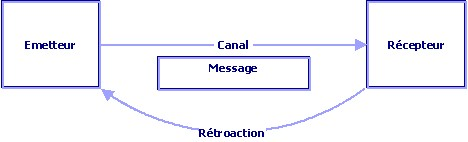 Emetteur
Canal
Récepteur
Message
Rétroaction